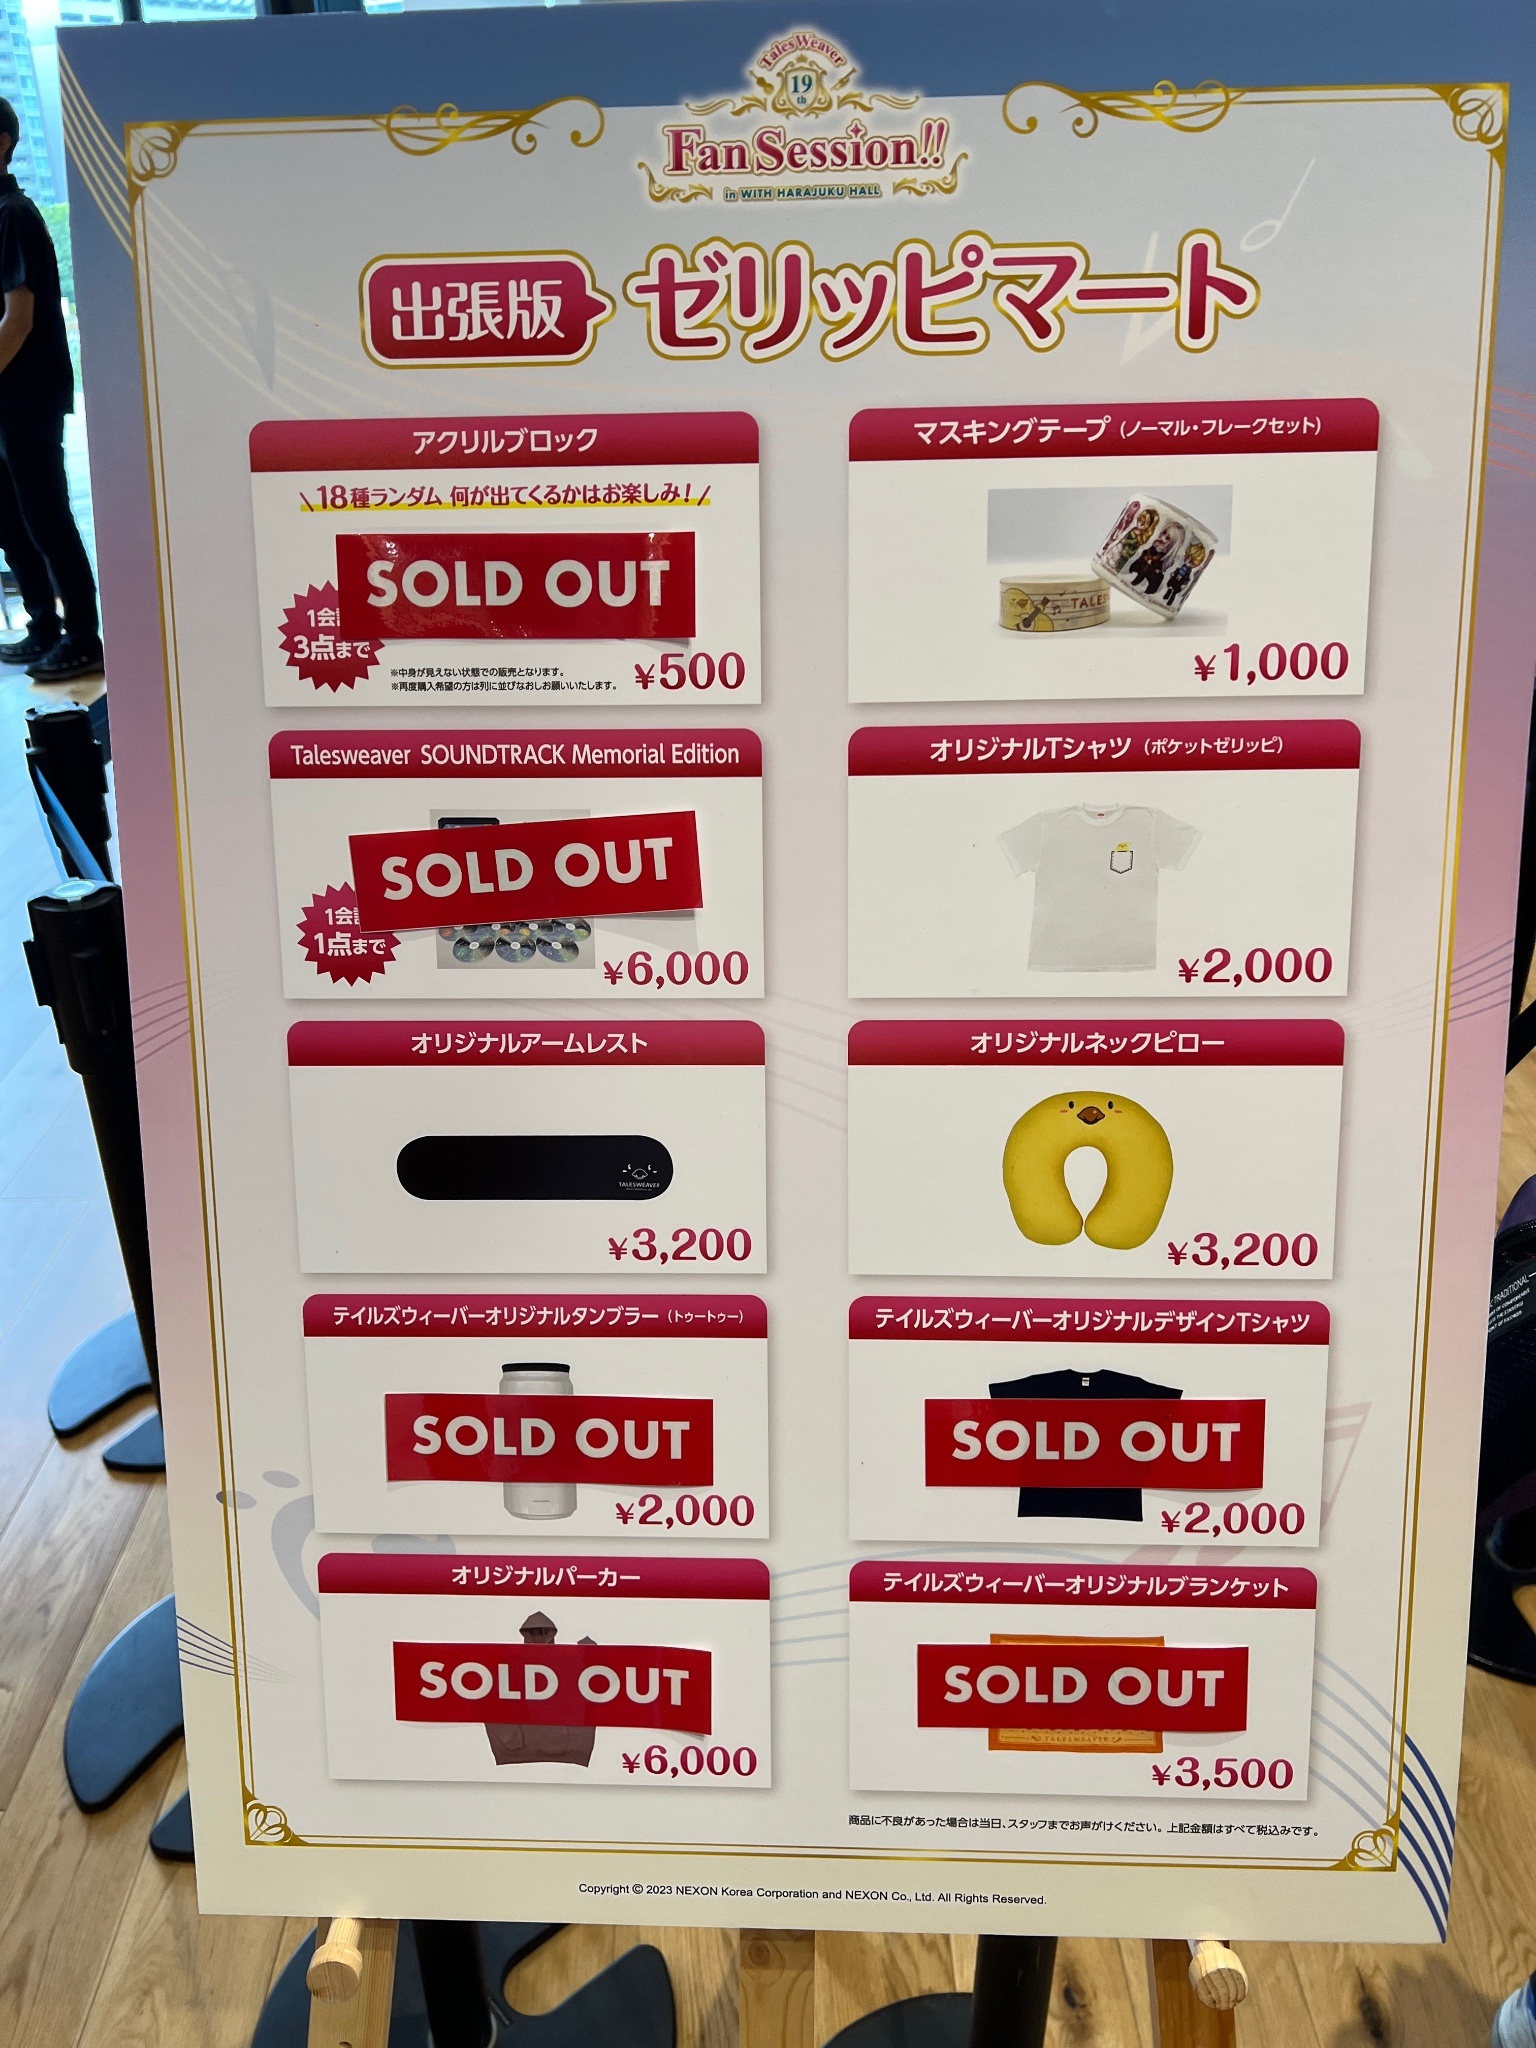 TalesWeaver
19
th
Fan Session!!
in WITH HARAJUKU HALL
出張版 ゼリッピマート
アクリルブロック
18種ランダム 何が出てくるかはお楽しみ!
SOLD OUT
1会
3点まで
※中身が見えない状態での販売となります。
※再度購入希望の方は列に並びなおしお願いいたします。
¥500
マスキングテープ（ノーマル・フレークセット）
TALES
¥1,000
Talesweaver SOUNDTRACK Memorial Edition
SOLD OUT
1会
1点まで
¥6,000
オリジナルTシャツ（ポケットゼリッピ）
¥2,000
オリジナルアームレスト
TALESWEAVER
¥3,200
オリジナルネックピロー
¥3,200
テイルズウィーバーオリジナルタンブラー（トゥートゥー）
SOLD OUT
¥2,000
テイルズウィーバーオリジナルデザインTシャツ
SOLD OUT
¥2,000
オリジナルパーカー
SOLD OUT
¥6,000
テイルズウィーバーオリジナルブランケット
SOLD OUT
TALESWEAVER
¥3,500
商品に不良があった場合は当日、スタッフまでお声がけください。上記金額はすべて税込みです。
Copyright © 2023 NEXON Korea Corporation and NEXON Co., Ltd. All Rights Reserved.
TRADITIONAL